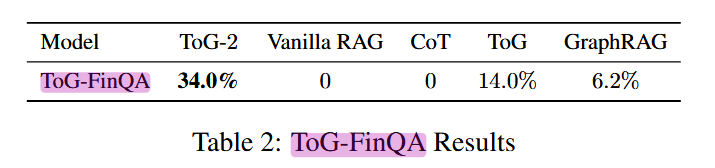 Model ToG-2 Vanilla RAG CoT ToG GraphRAG
ToG-FinQA 34.0% 0 0 14.0% 6.2%
Table 2: ToG-FinQA Results